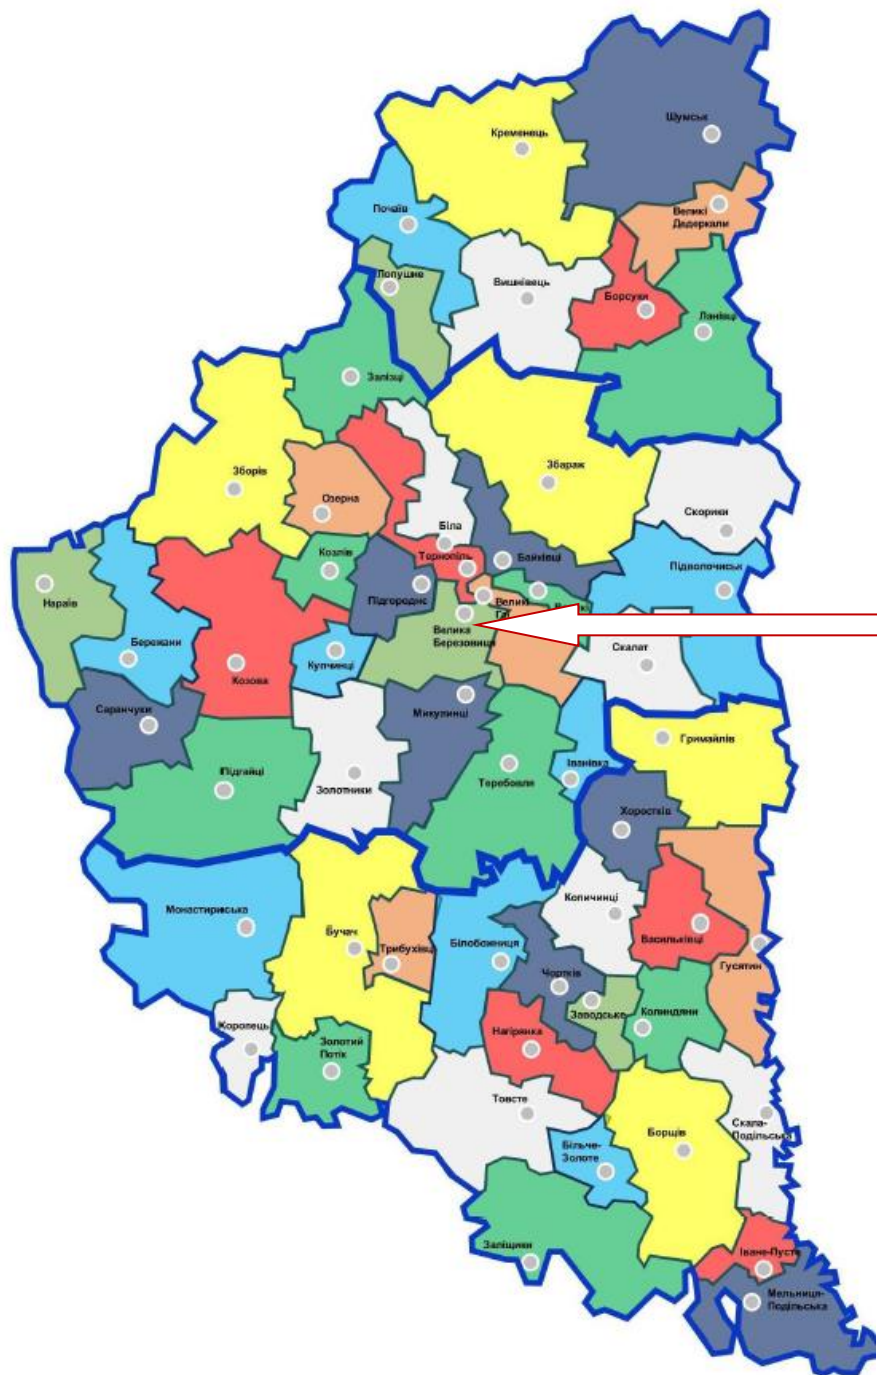 Шумськ
Кременець
Великі
Дедеркали
Почаїв
Лопушне
Вишнівець
Борсуки
Ланівці
Залізці
Зборів
Збараж
Озерна
Скорики
Біла
Козлів
Тернопіль
Байківці
Підволочиськ
Нараїв
Підгороднє
Великі
Велика
Березовиця
Бережани
Козова
Купчинці
Скалат
Саранчуки
Микулинці
Гримайлів
Підгайці
Золотники
Теребовля
Іванівка
Хоростків
Монастириська
Копичинці
Васильківці
Бучач
Трибухівці
Білобожниця
Гусятин
Чортків
Заводське
Колиндяни
Коропець
Золотий
Потік
Нагірянка
Товсте
Скала-
Подільська
Більче-
Золоте
Борщів
Заліщики
Іване-Пусте
Мельниця-
Подільська